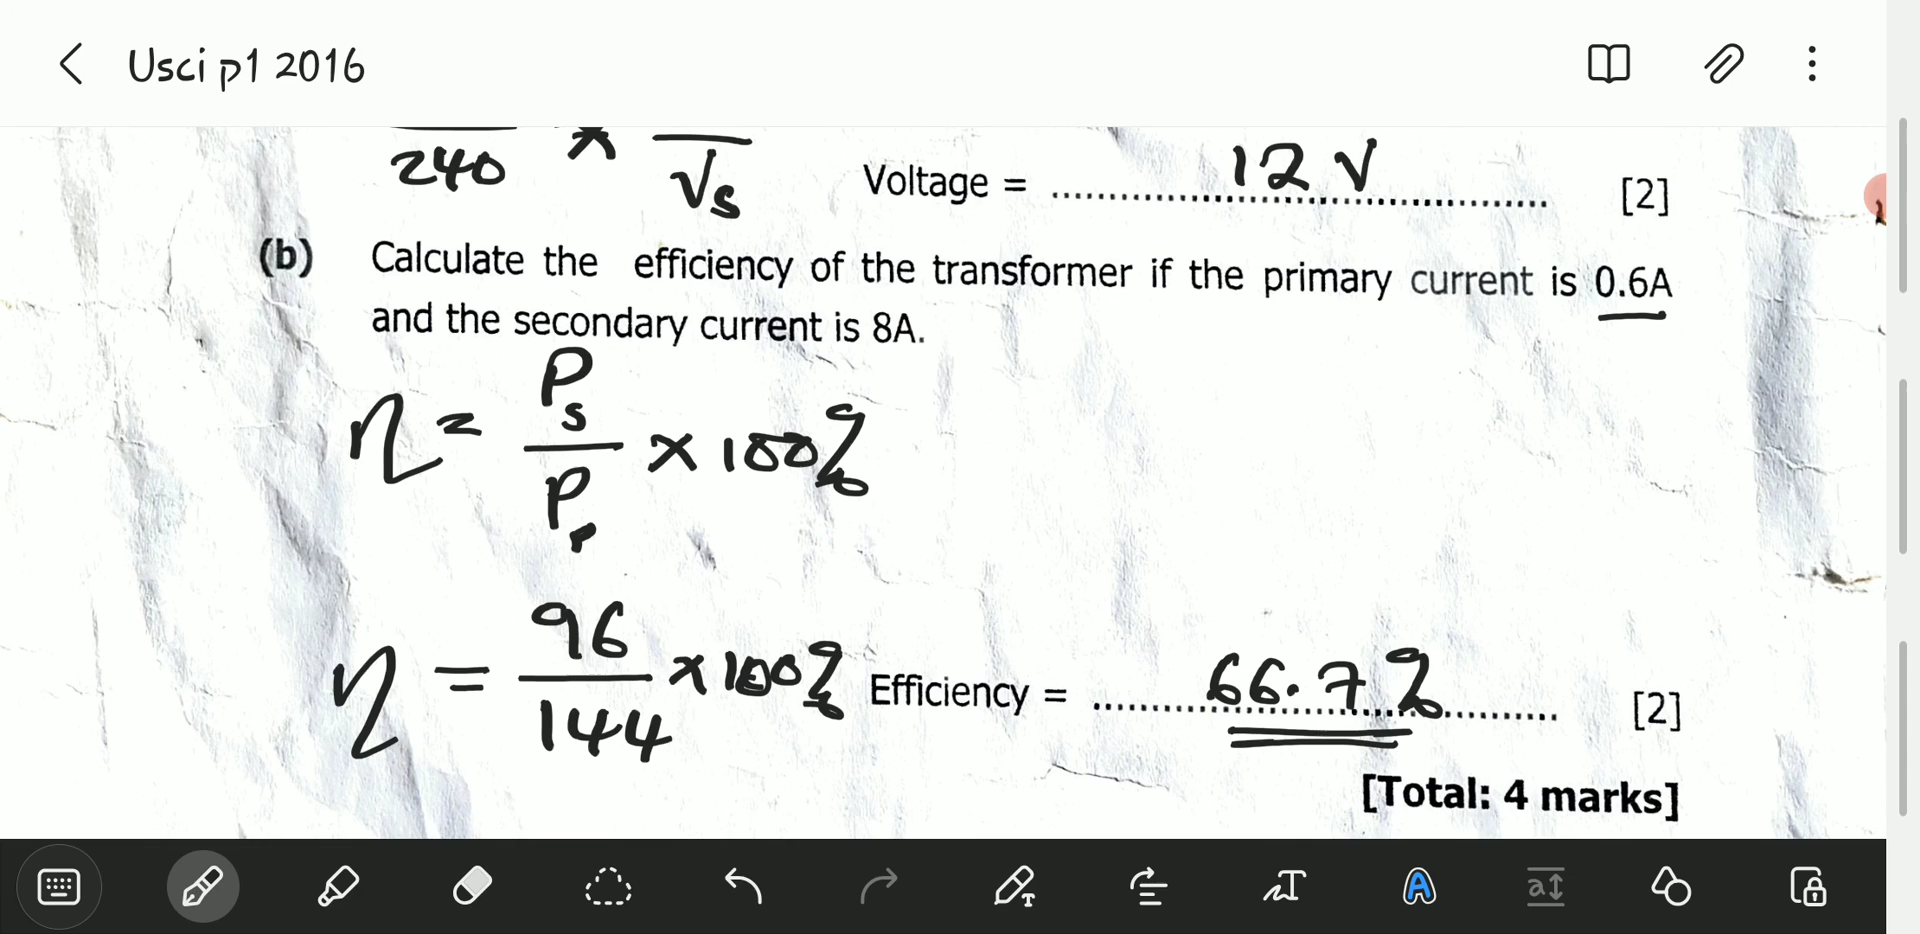 Usci p1 2016
240 × Vs
Voltage = 12 V [2]
(b) Calculate the efficiency of the transformer if the primary current is 0.6A
and the secondary current is 8A.
η = Ps/Pp × 100%
η = 96/144 × 100%
Efficiency = 66.7% [2]
[Total: 4 marks]